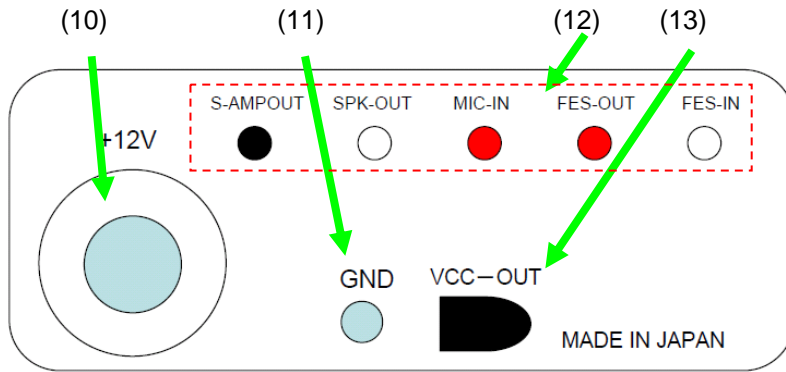 (10) (11) (12) (13)
S-AMPOUT SPK-OUT MIC-IN FES-OUT FES-IN
+12V
GND VCC－OUT
MADE IN JAPAN